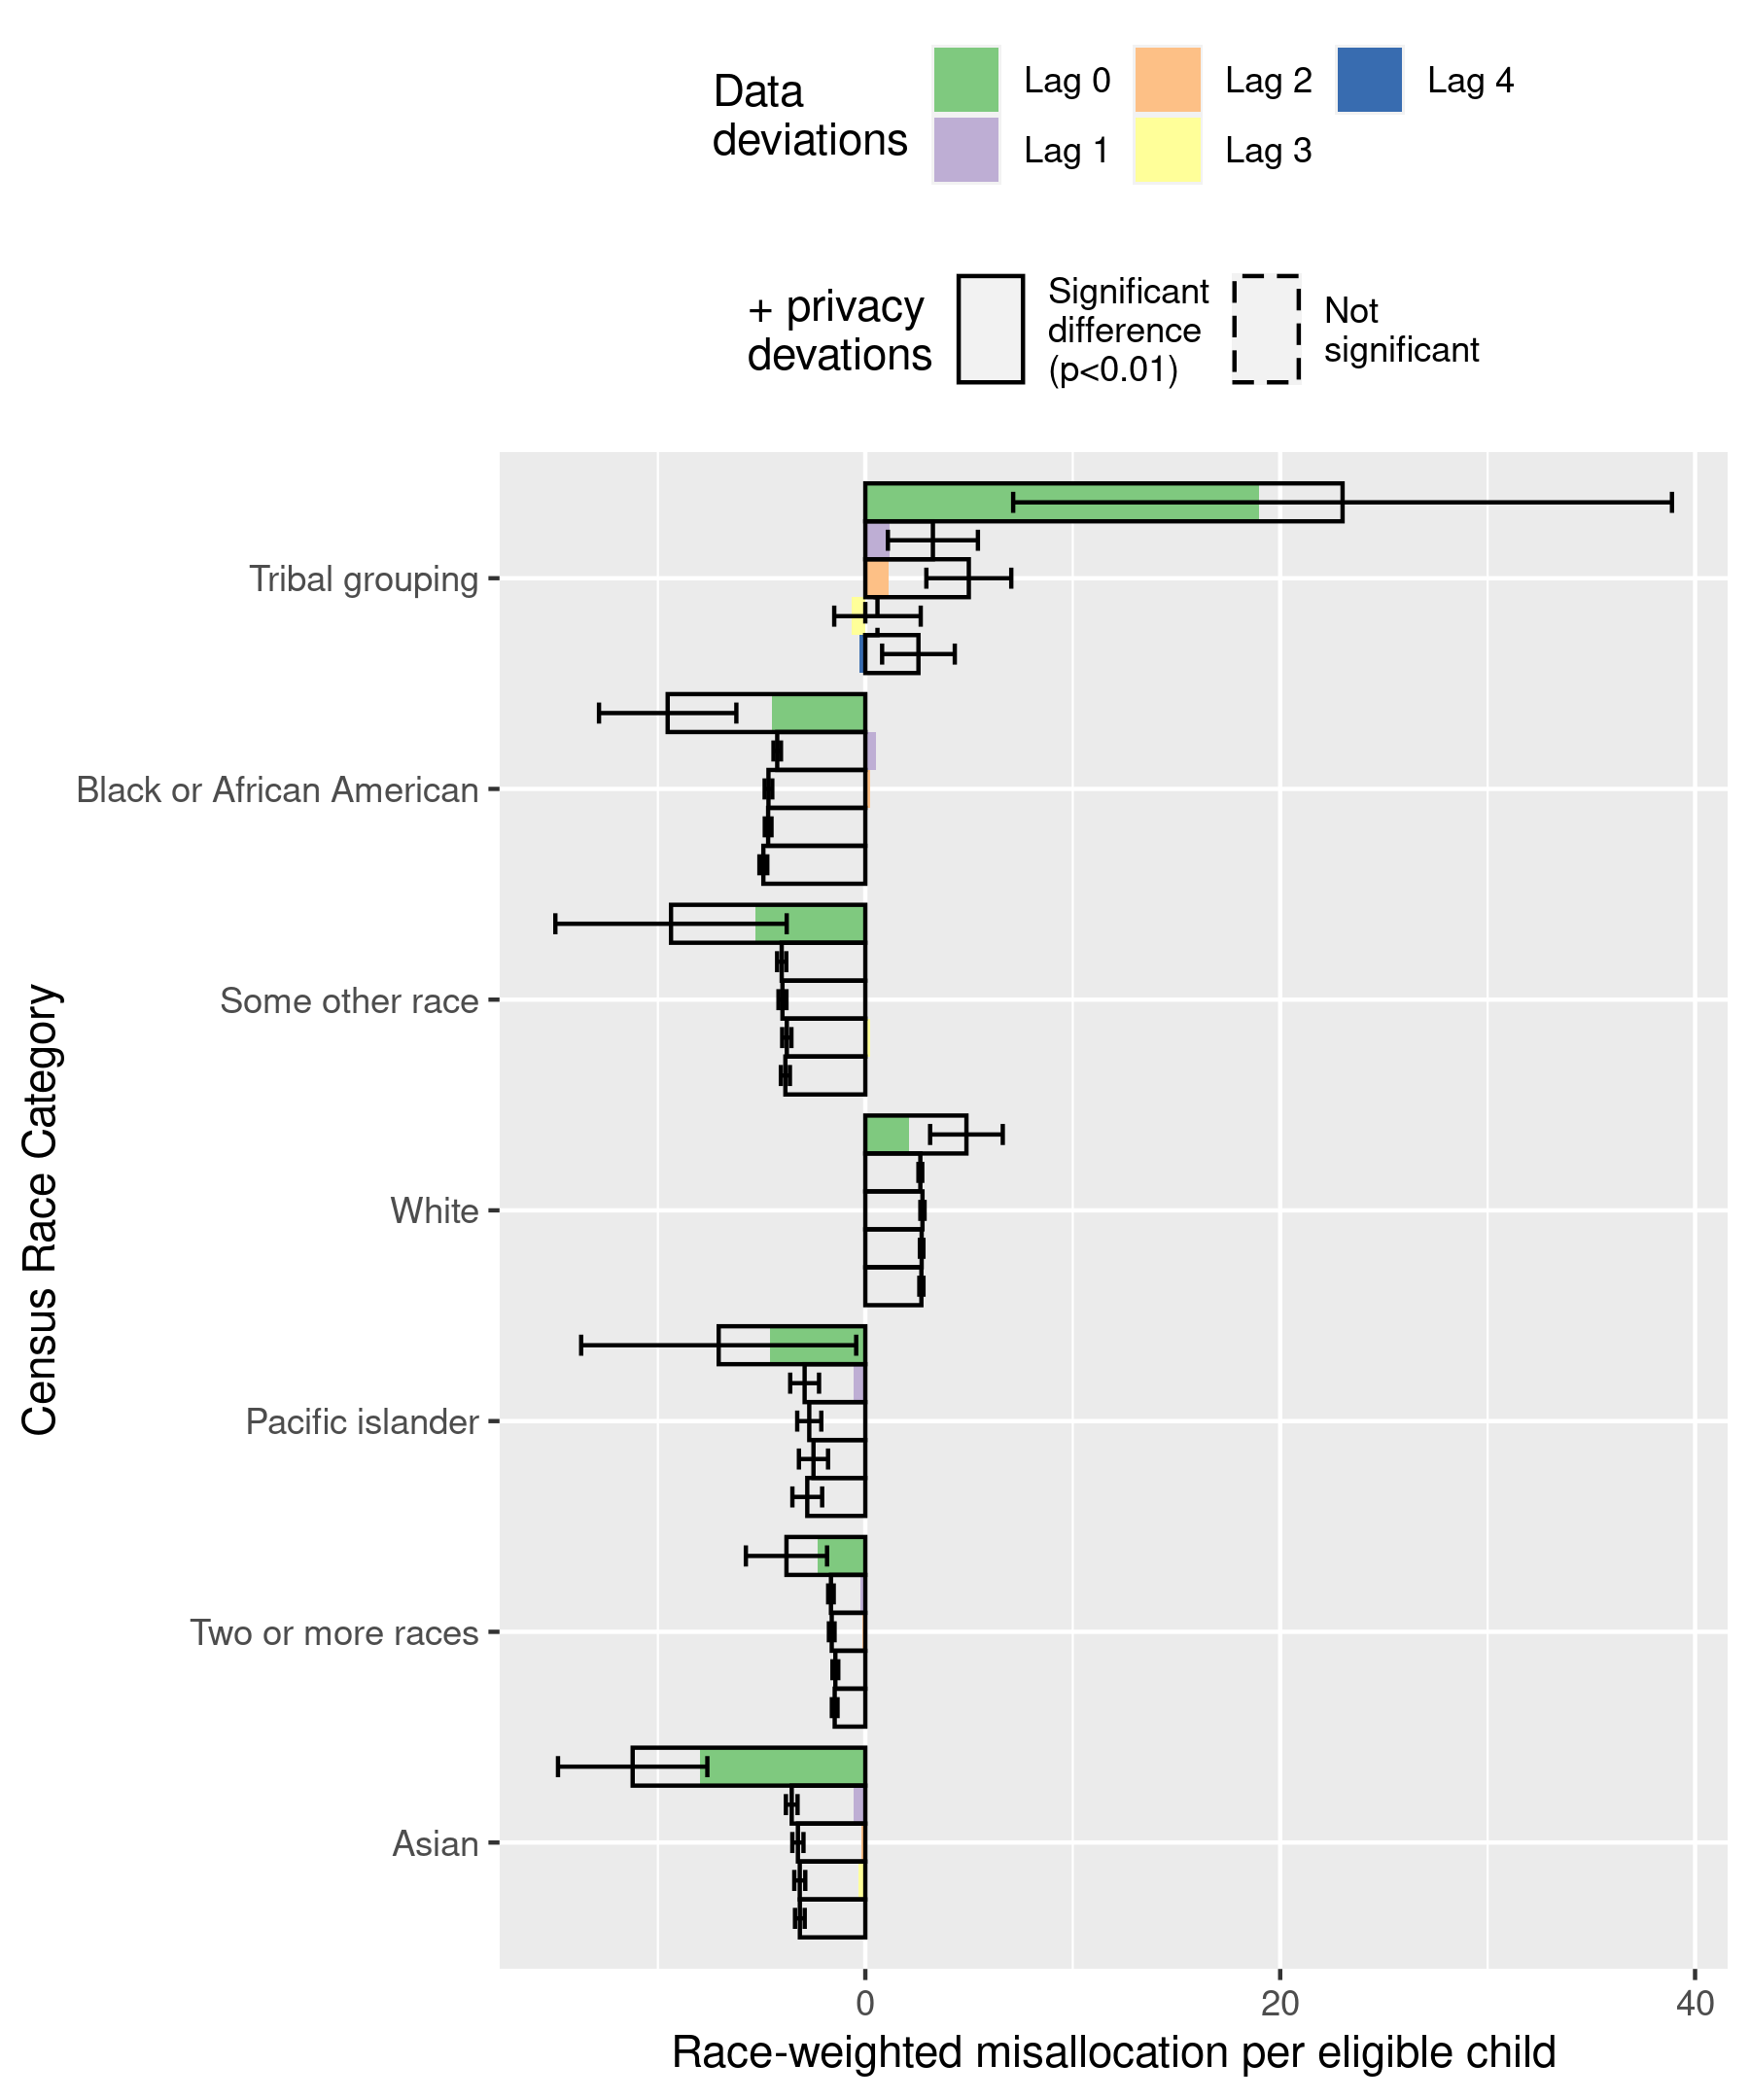 Data
deviations
Lag 0
Lag 2
Lag 4
Lag 1
Lag 3
+ privacy
devations
Significant
difference
(p<0.01)
Not
significant
Census Race Category
Tribal grouping
Black or African American
Some other race
White
Pacific islander
Two or more races
Asian
0
20
40
Race-weighted misallocation per eligible child